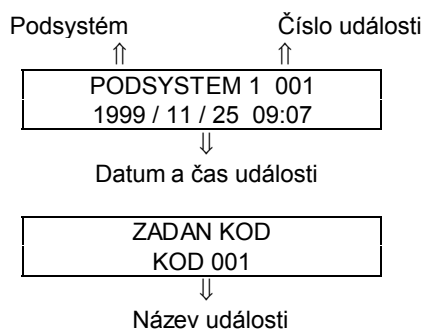 Podsystém Číslo události
⇑ ⇑
PODSYSTEM 1 001
1999 / 11 / 25 09:07
⇓
Datum a čas události
ZADAN KOD
KOD 001
⇓
Název události